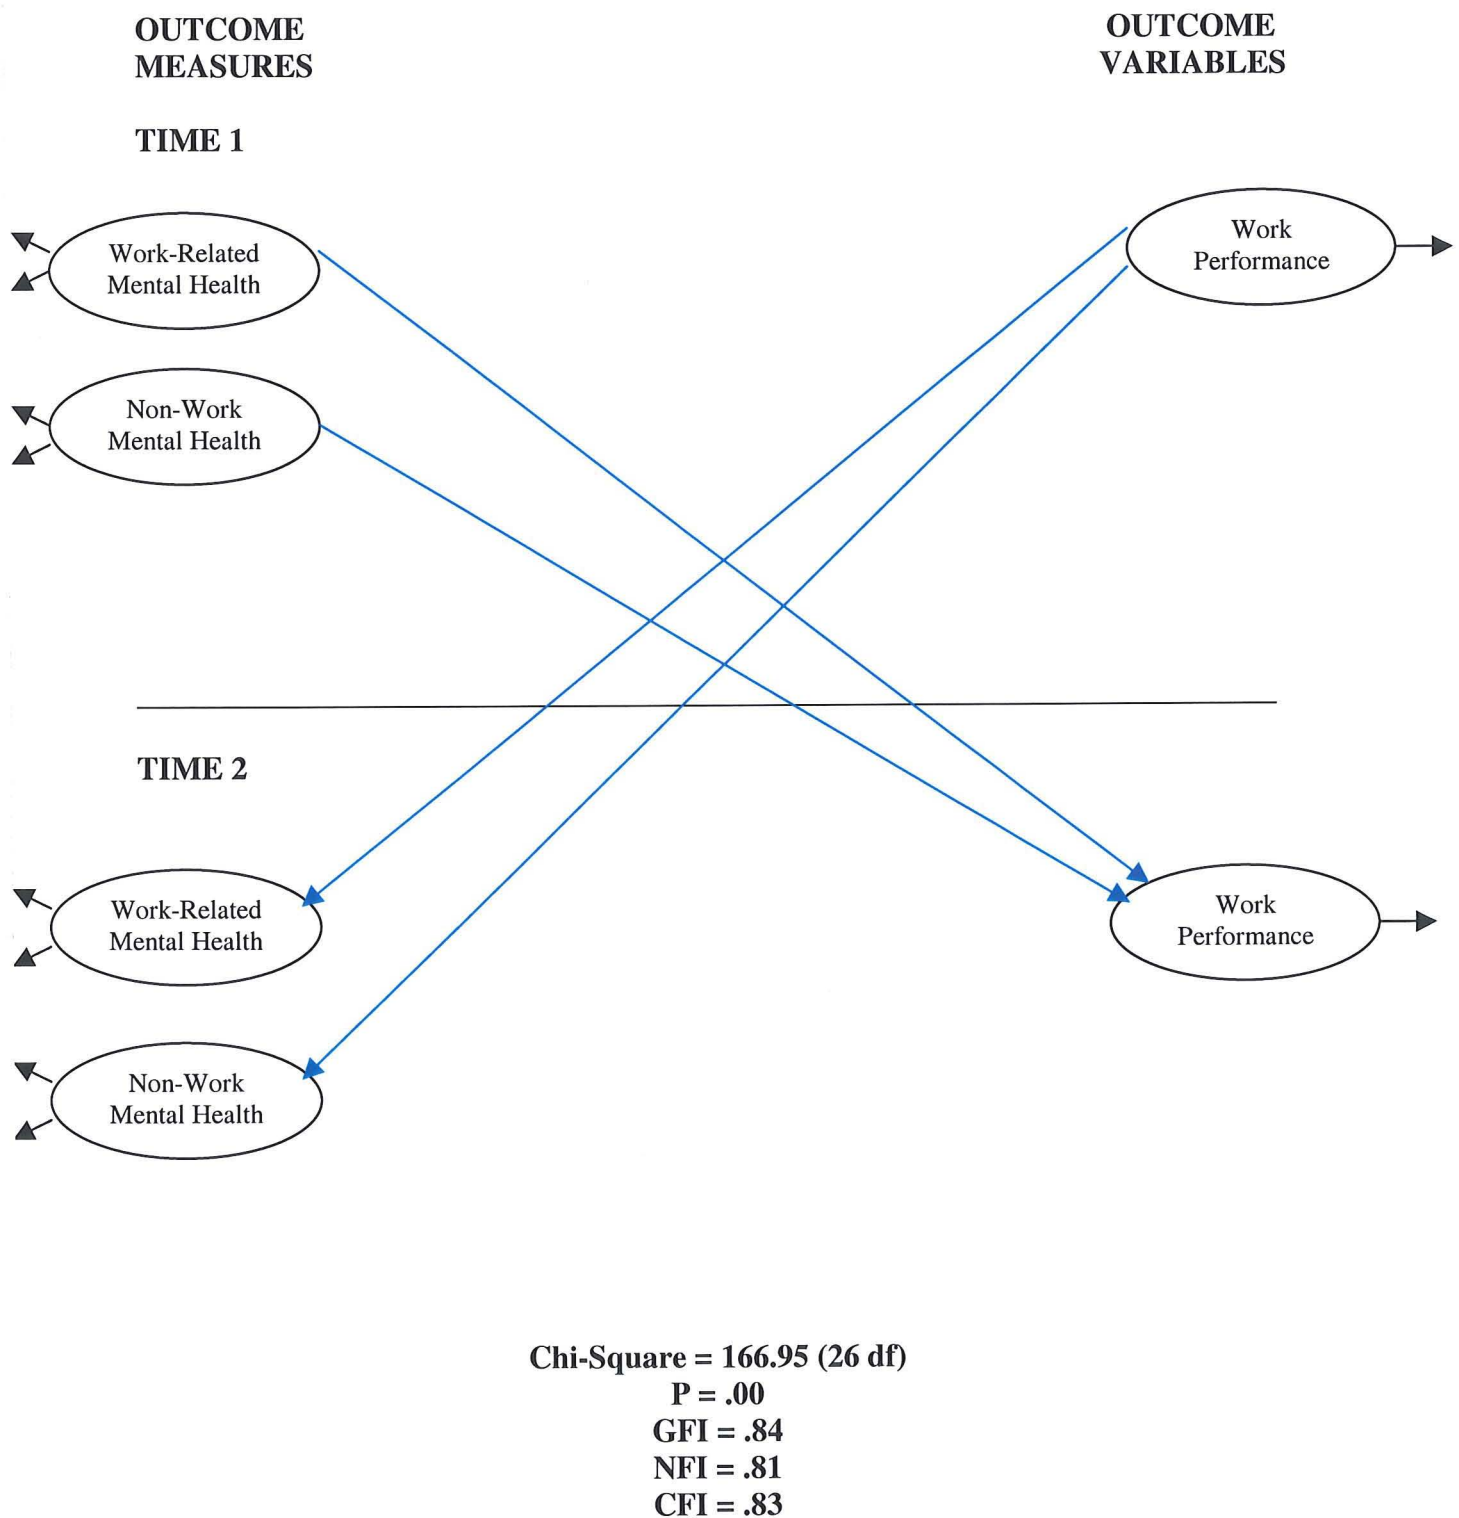 OUTCOME
MEASURES
OUTCOME
VARIABLES
TIME 1
Work-Related
Mental Health
Work
Performance
Non-Work
Mental Health
TIME 2
Work-Related
Mental Health
Work
Performance
Non-Work
Mental Health
Chi-Square = 166.95 (26 df)
P = .00
GFI = .84
NFI = .81
CFI = .83